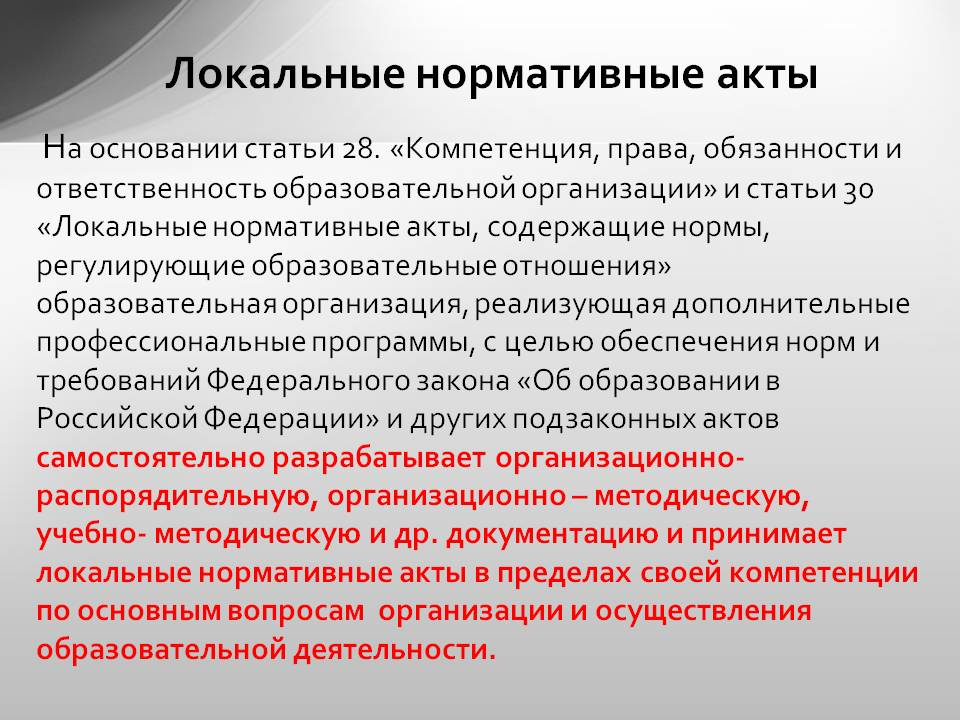 Локальные нормативные акты
На основании статьи 28. «Компетенция, права, обязанности и
ответственность образовательной организации» и статьи 30
«Локальные нормативные акты, содержащие нормы,
регулирующие образовательные отношения»
образовательная организация, реализующая дополнительные
профессиональные программы, с целью обеспечения норм и
требований Федерального закона «Об образовании в
Российской Федерации» и других подзаконных актов
самостоятельно разрабатывает организационно-
распорядительную, организационно – методическую,
учебно- методическую и др. документацию и принимает
локальные нормативные акты в пределах своей компетенции
по основным вопросам организации и осуществления
образовательной деятельности.